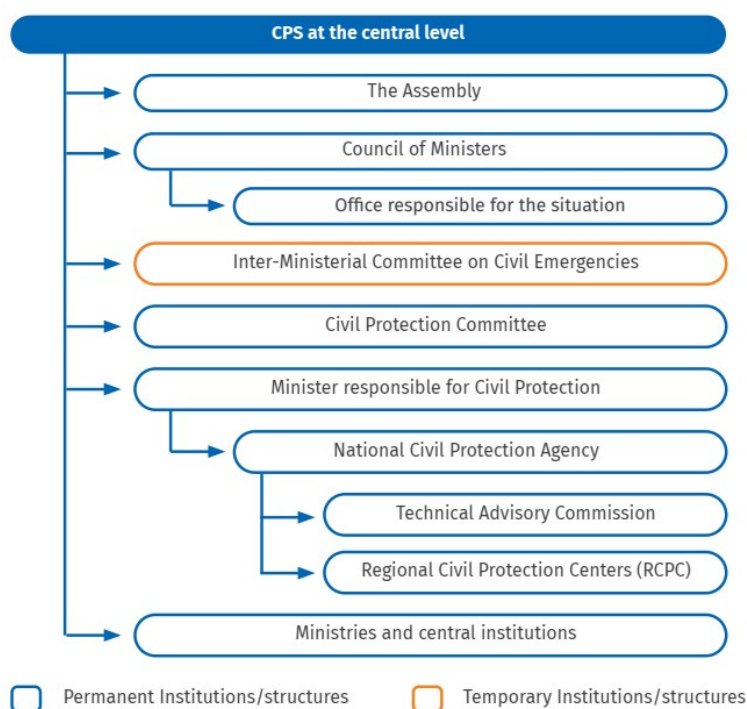 CPS at the central level
The Assembly
Council of Ministers
Office responsible for the situation
Inter-Ministerial Committee on Civil Emergencies
Civil Protection Committee
Minister responsible for Civil Protection
National Civil Protection Agency
Technical Advisory Commission
Regional Civil Protection Centers (RCPC)
Ministries and central institutions
Permanent Institutions/structures
Temporary Institutions/structures